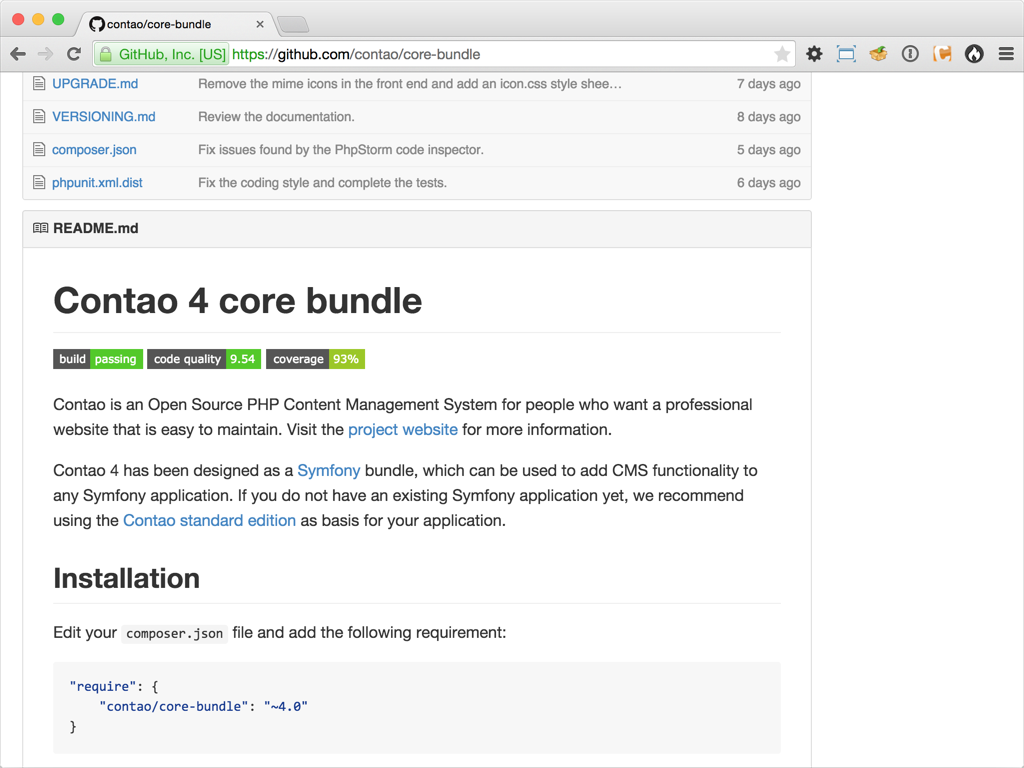 contao/core-bundle
GitHub, Inc. [US] https://github.com/contao/core-bundle
UPGRADE.md Remove the mime icons in the front end and add an icon.css style shee… 7 days ago
VERSIONING.md Review the documentation. 8 days ago
composer.json Fix issues found by the PhpStorm code inspector. 5 days ago
phpunit.xml.dist Fix the coding style and complete the tests. 6 days ago
README.md
Contao 4 core bundle
build passing code quality 9.54 coverage 93%
Contao is an Open Source PHP Content Management System for people who want a professional
website that is easy to maintain. Visit the project website for more information.
Contao 4 has been designed as a Symfony bundle, which can be used to add CMS functionality to
any Symfony application. If you do not have an existing Symfony application yet, we recommend
using the Contao standard edition as basis for your application.
Installation
Edit your composer.json file and add the following requirement:
"require": {
"contao/core-bundle": "~4.0"
}